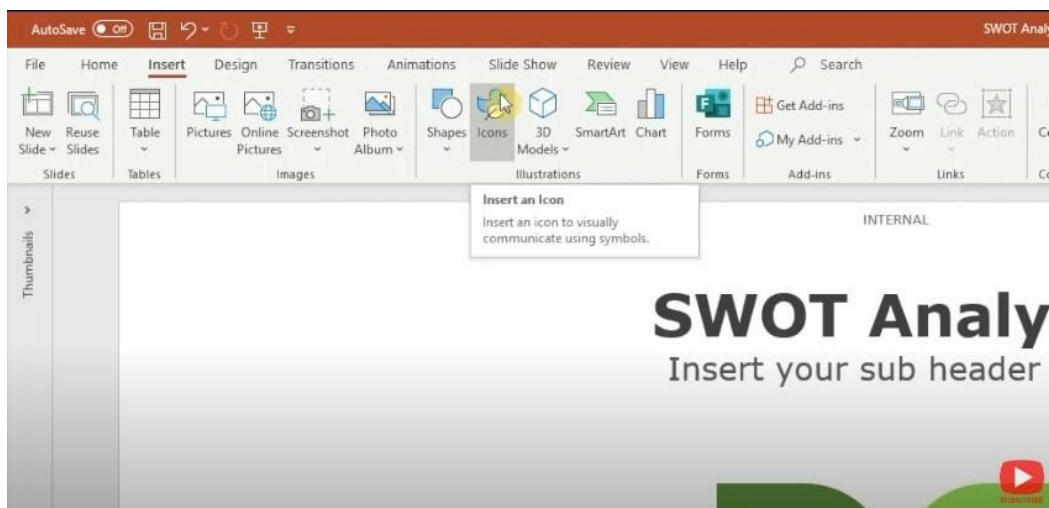 AutoSave Off
SWOT Analy
File Home Insert Design Transitions Animations Slide Show Review View Help Search
New Slide
Reuse Slides
Table
Pictures
Online Pictures
Screenshot
Photo Album
Shapes
Icons
3D Models
SmartArt
Chart
Forms
Get Add-ins
My Add-ins
Zoom
Link
Action
Slides
Tables
Images
Illustrations
Forms
Add-ins
Links
Insert an Icon
Insert an icon to visually
communicate using symbols.
Thumbnails
INTERNAL
SWOT Analy
Insert your sub header
SUBSCRIBE